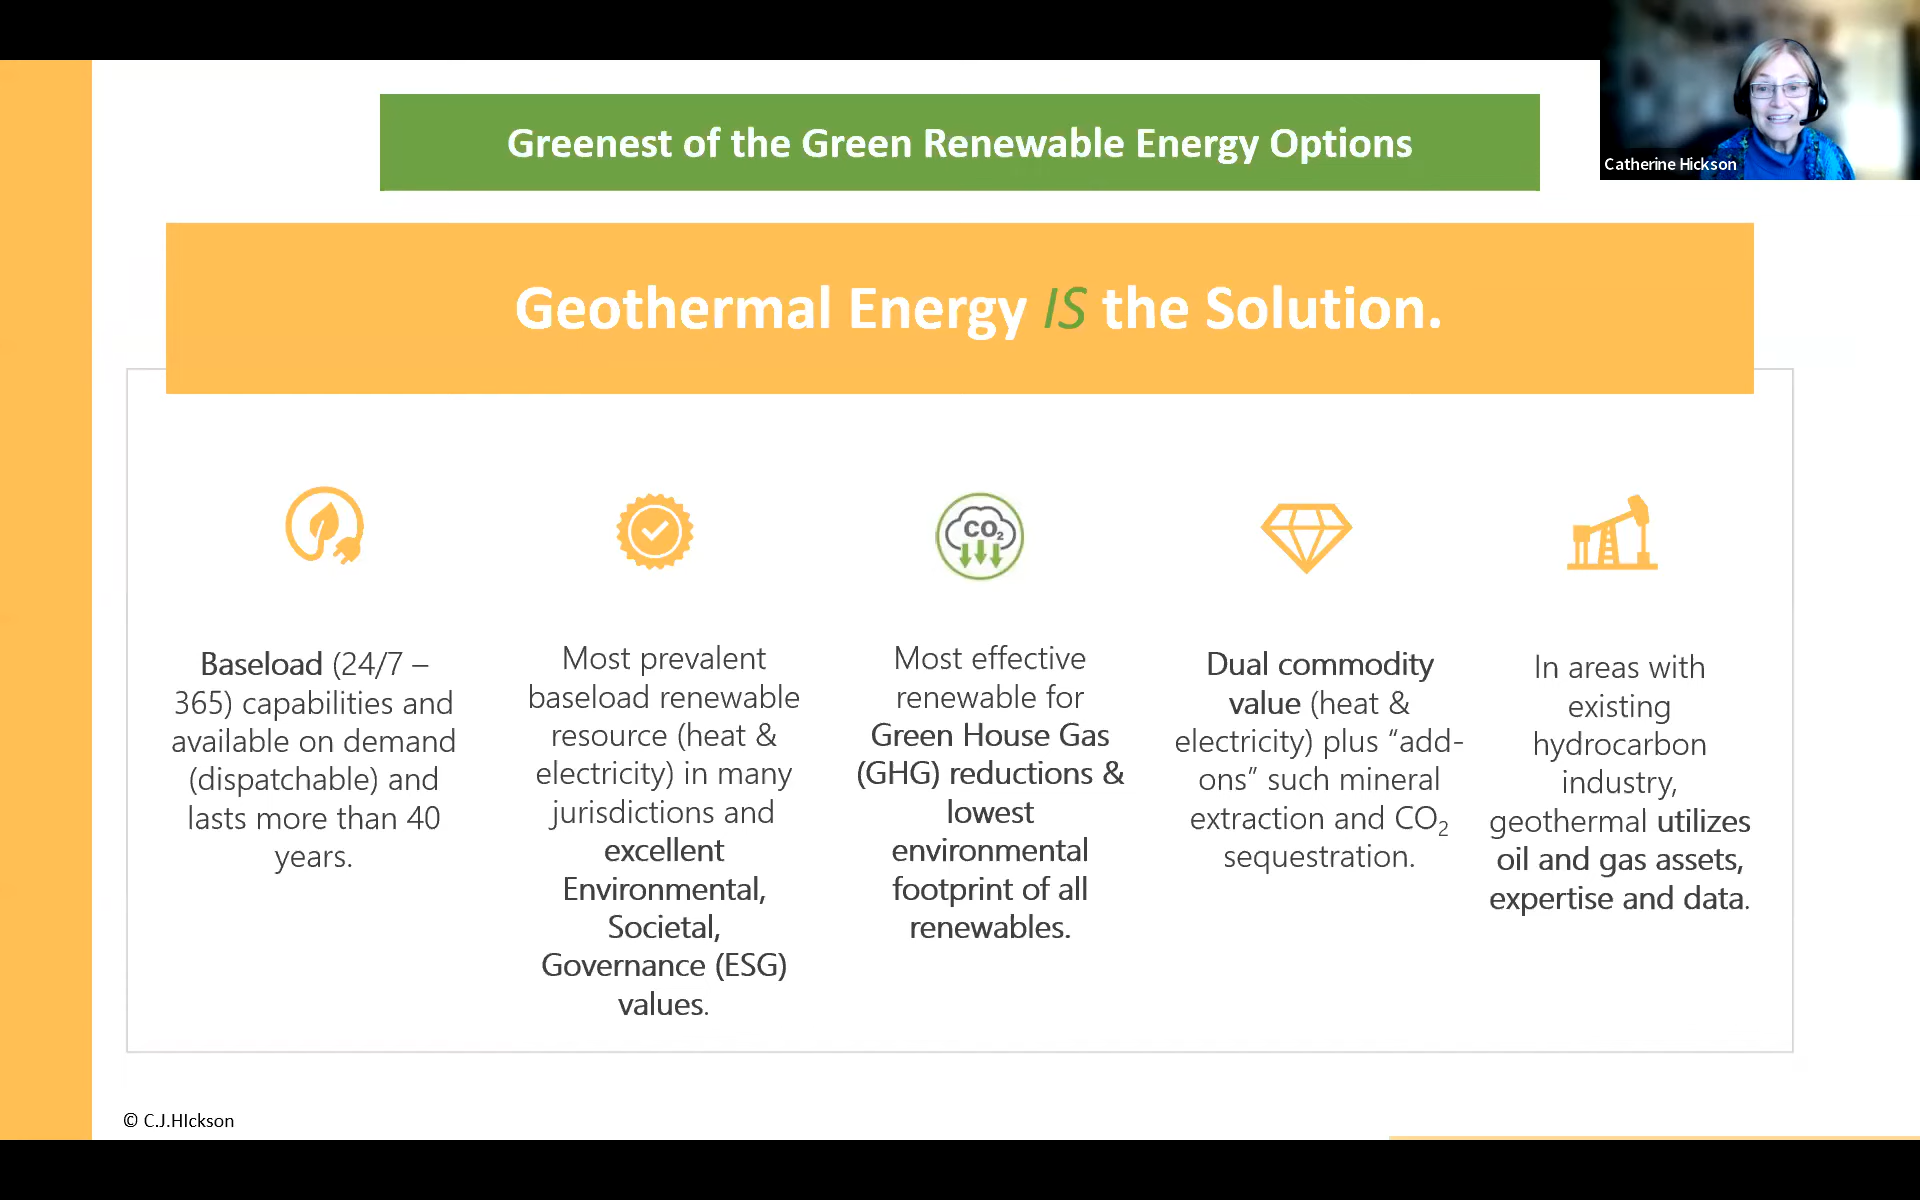 Greenest of the Green Renewable Energy Options
Catherine Hickson
Geothermal Energy IS the Solution.
Baseload (24/7 –
365) capabilities and
available on demand
(dispatchable) and
lasts more than 40
years.
Most prevalent
baseload renewable
resource (heat &
electricity) in many
jurisdictions and
excellent
Environmental,
Societal,
Governance (ESG)
values.
CO₂
Most effective
renewable for
Green House Gas
(GHG) reductions &
lowest
environmental
footprint of all
renewables.
Dual commodity
value (heat &
electricity) plus “add-
ons” such mineral
extraction and CO₂
sequestration.
In areas with
existing
hydrocarbon
industry,
geothermal utilizes
oil and gas assets,
expertise and data.
© C.J.HIckson